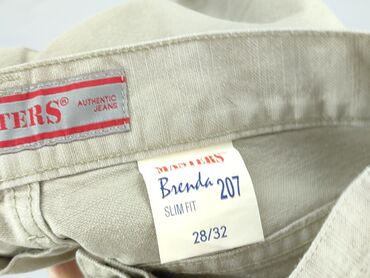 TERS®
AUTHENTIC
JEANS
MASTERS
Brenda 207
SLIM FIT
28/32